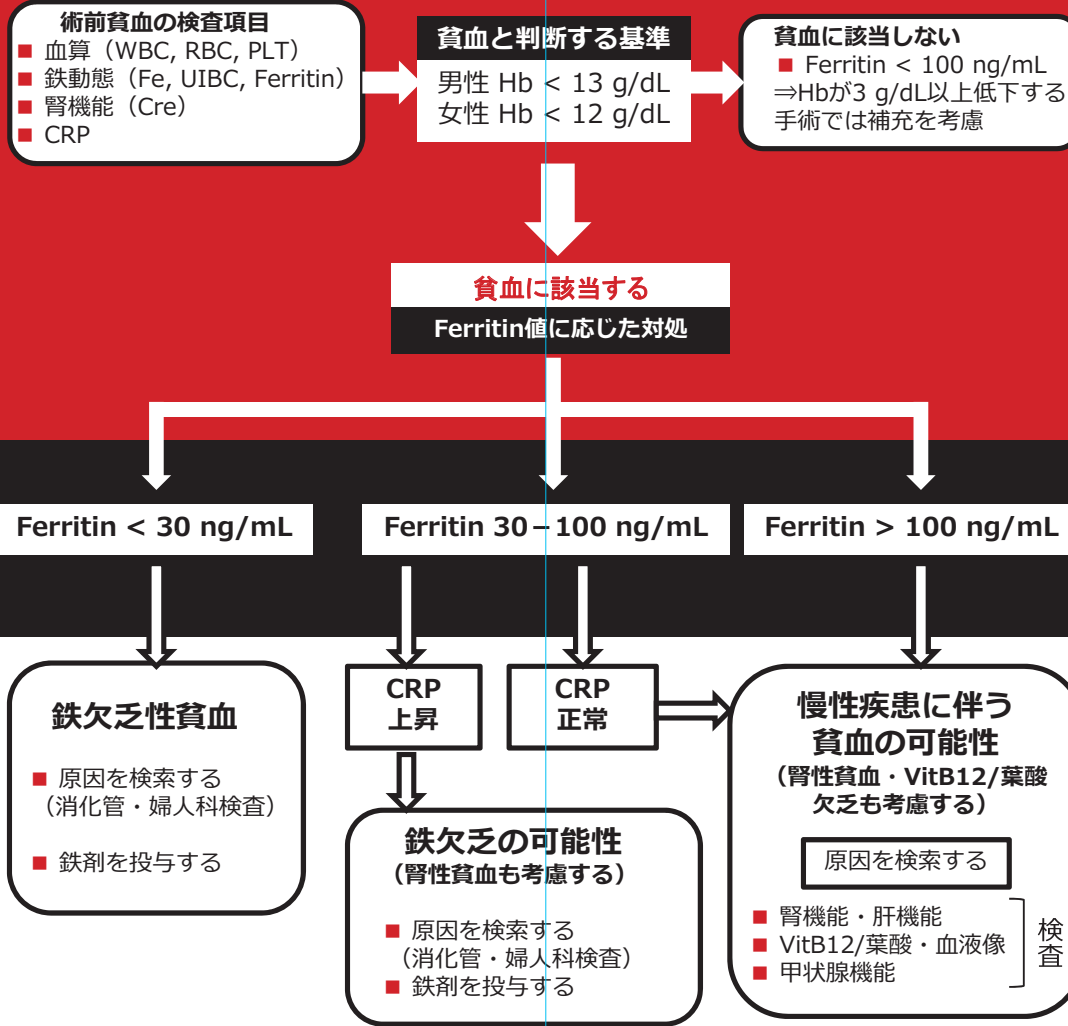 術前貧血の検査項目
■ 血算（WBC, RBC, PLT）
■ 鉄動態（Fe, UIBC, Ferritin）
■ 腎機能（Cre）
■ CRP
貧血と判断する基準
男性 Hb < 13 g/dL
女性 Hb < 12 g/dL
貧血に該当しない
■ Ferritin < 100 ng/mL
⇒Hbが3 g/dL以上低下する
手術では補充を考慮
貧血に該当する
Ferritin値に応じた対処
Ferritin < 30 ng/mL
Ferritin 30–100 ng/mL
Ferritin > 100 ng/mL
鉄欠乏性貧血
■ 原因を検索する
（消化管・婦人科検査）
■ 鉄剤を投与する
CRP
上昇
CRP
正常
鉄欠乏の可能性
（腎性貧血も考慮する）
■ 原因を検索する
（消化管・婦人科検査）
■ 鉄剤を投与する
慢性疾患に伴う
貧血の可能性
（腎性貧血・VitB12/葉酸
欠乏も考慮する）
原因を検索する
■ 腎機能・肝機能
■ VitB12/葉酸・血液像
■ 甲状腺機能
検査